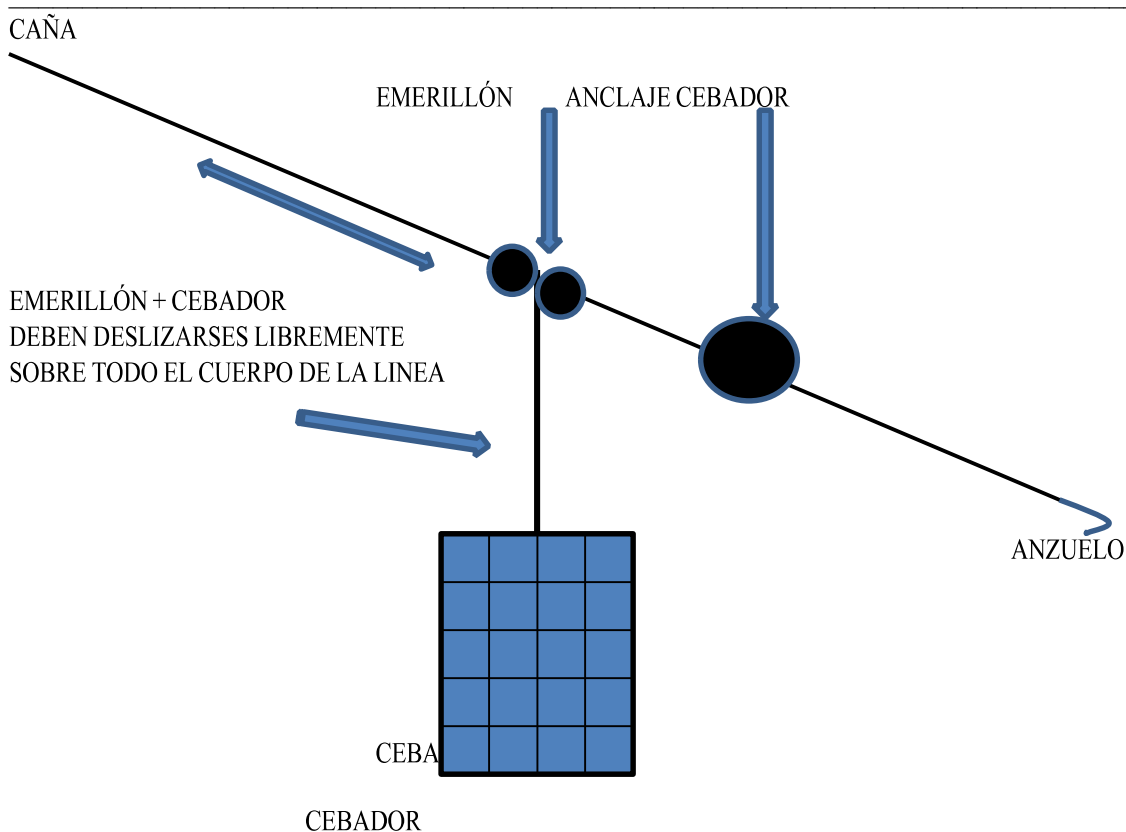 CAÑA
EMERILLÓN
ANCLAJE CEBADOR
EMERILLÓN + CEBADOR
DEBEN DESLIZARSES LIBREMENTE
SOBRE TODO EL CUERPO DE LA LINEA
ANZUELO
CEBA
CEBADOR